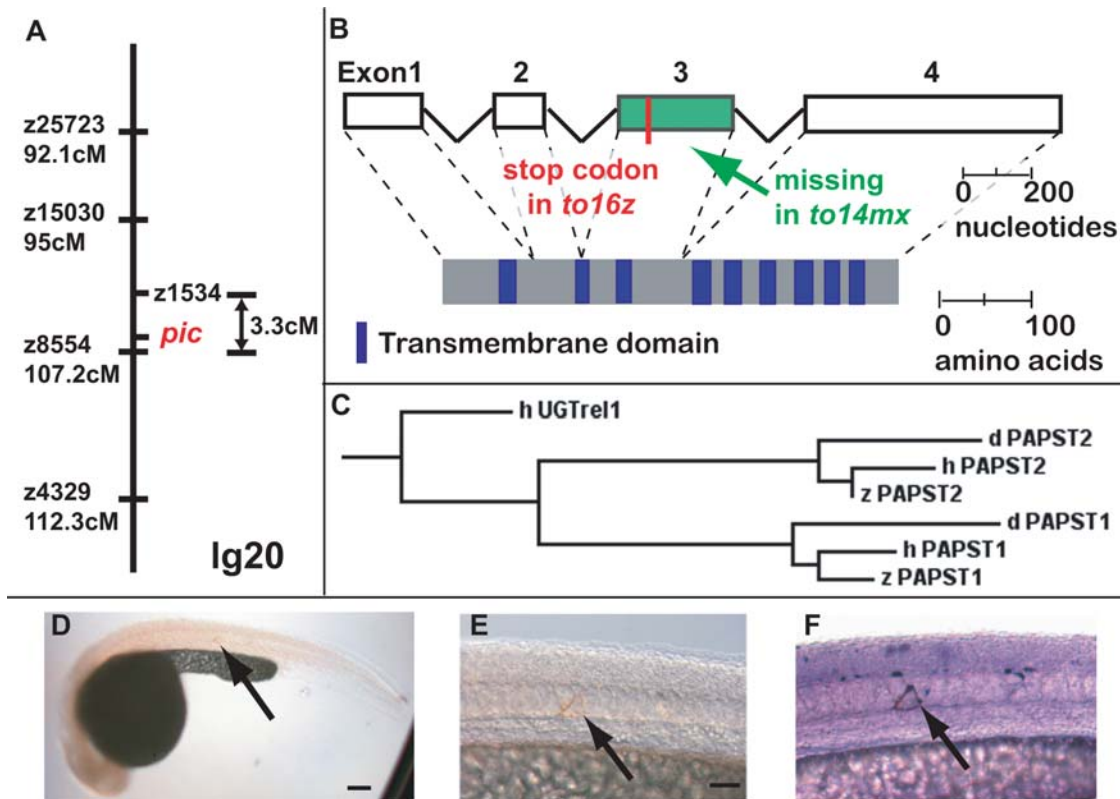 A
z25723
92.1cM
z15030
95cM
z1534
pic
3.3cM
z8554
107.2cM
z4329
112.3cM
lg20
B
Exon1 2 3 4
stop codon
in to16z
missing
in to14mx
0 200
nucleotides
Transmembrane domain
0 100
amino acids
C
h UGTrel1
d PAPST2
h PAPST2
z PAPST2
d PAPST1
h PAPST1
z PAPST1
D
E
F